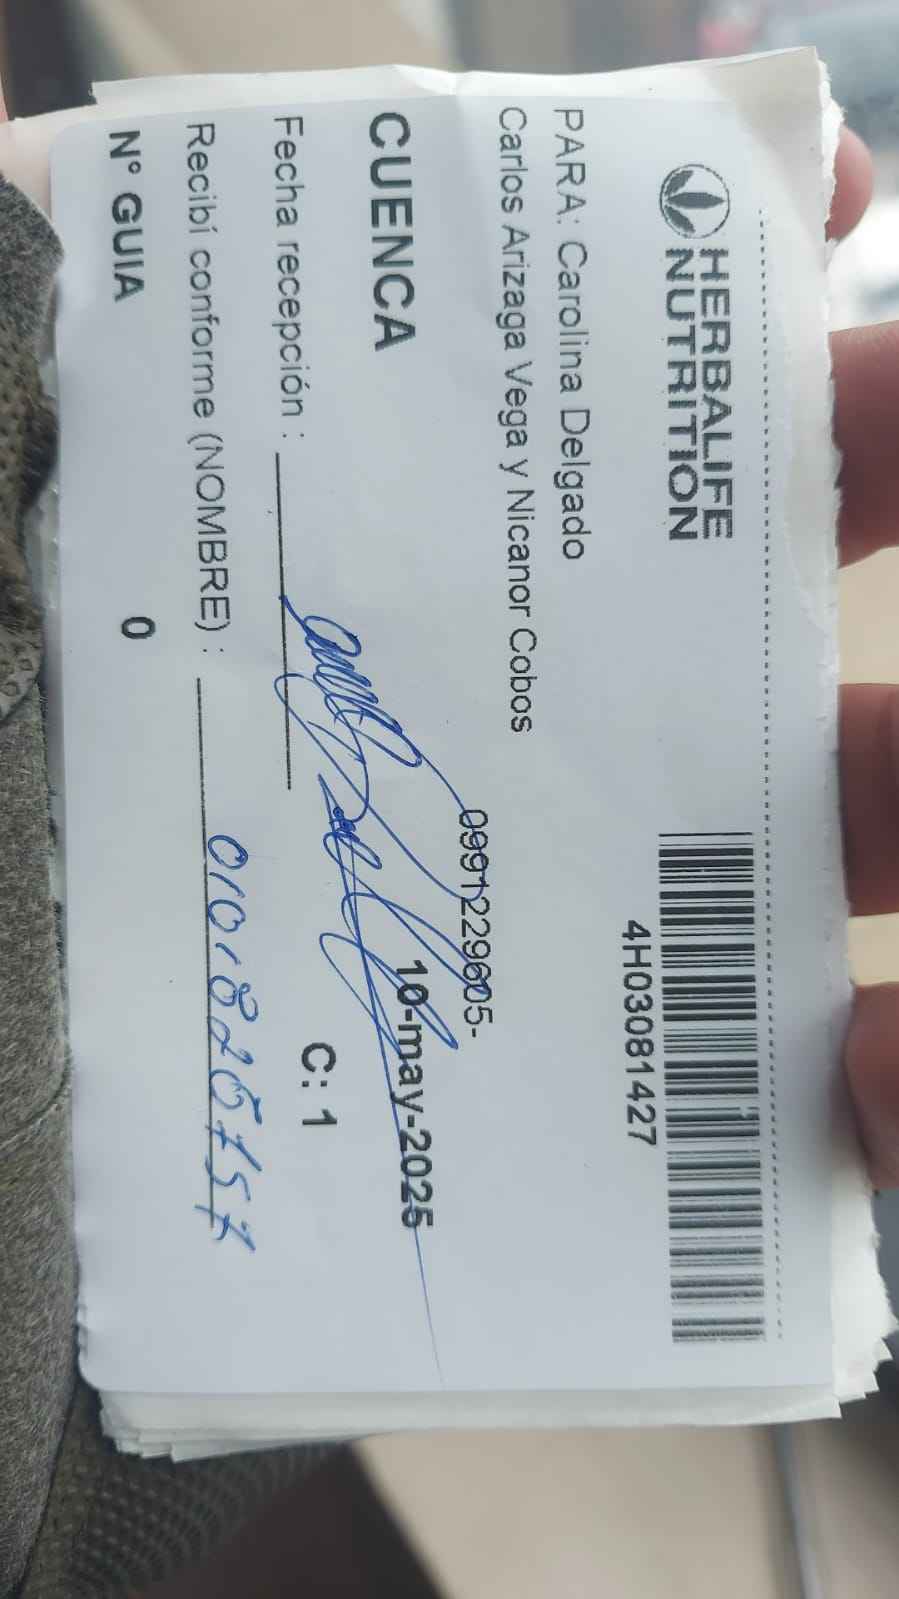 HERBALIFE
NUTRITION
4H03081427
PARA: Carolina Delgado
Carlos Arizaga Vega y Nicanor Cobos
0991229605-
CUENCA
10-may-2025
Fecha recepción :
C: 1
Recibí conforme (NOMBRE) :
N° GUIA 0